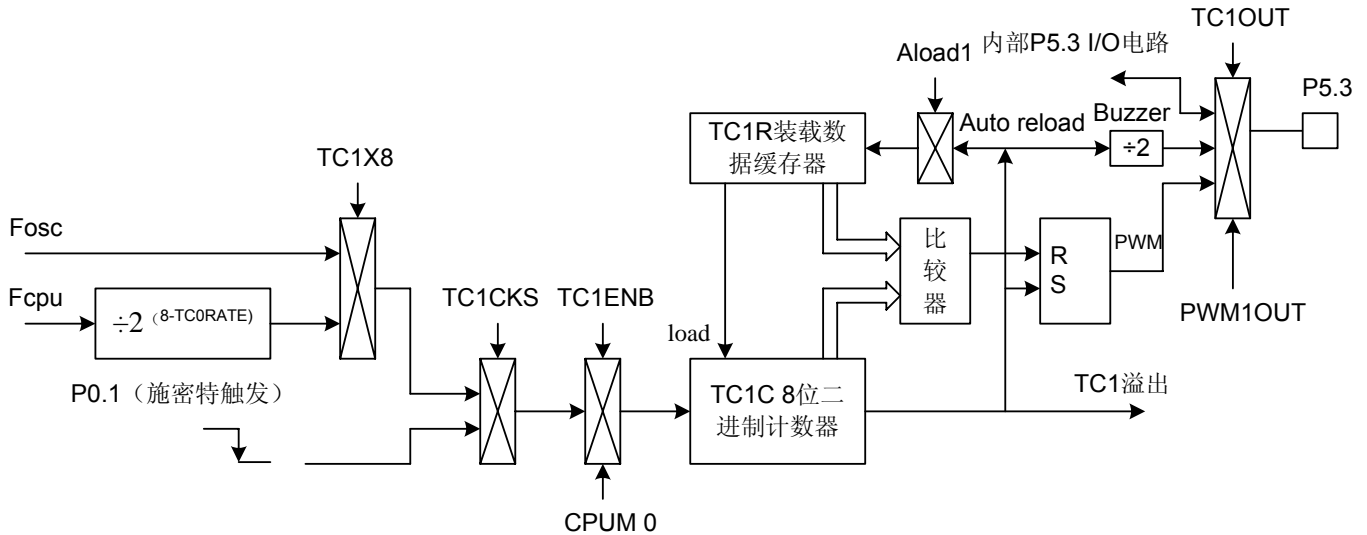 TC1OUT
内部P5.3 I/O电路
Aload1
P5.3
TC1R装载数
据缓存器
Auto reload
Buzzer
÷2
TC1X8
Fosc
比
较
器
R
S
PWM
Fcpu
÷2（8-TC0RATE）
TC1CKS
TC1ENB
PWM1OUT
load
P0.1（施密特触发）
TC1C 8位二
进制计数器
TC1溢出
CPUM 0